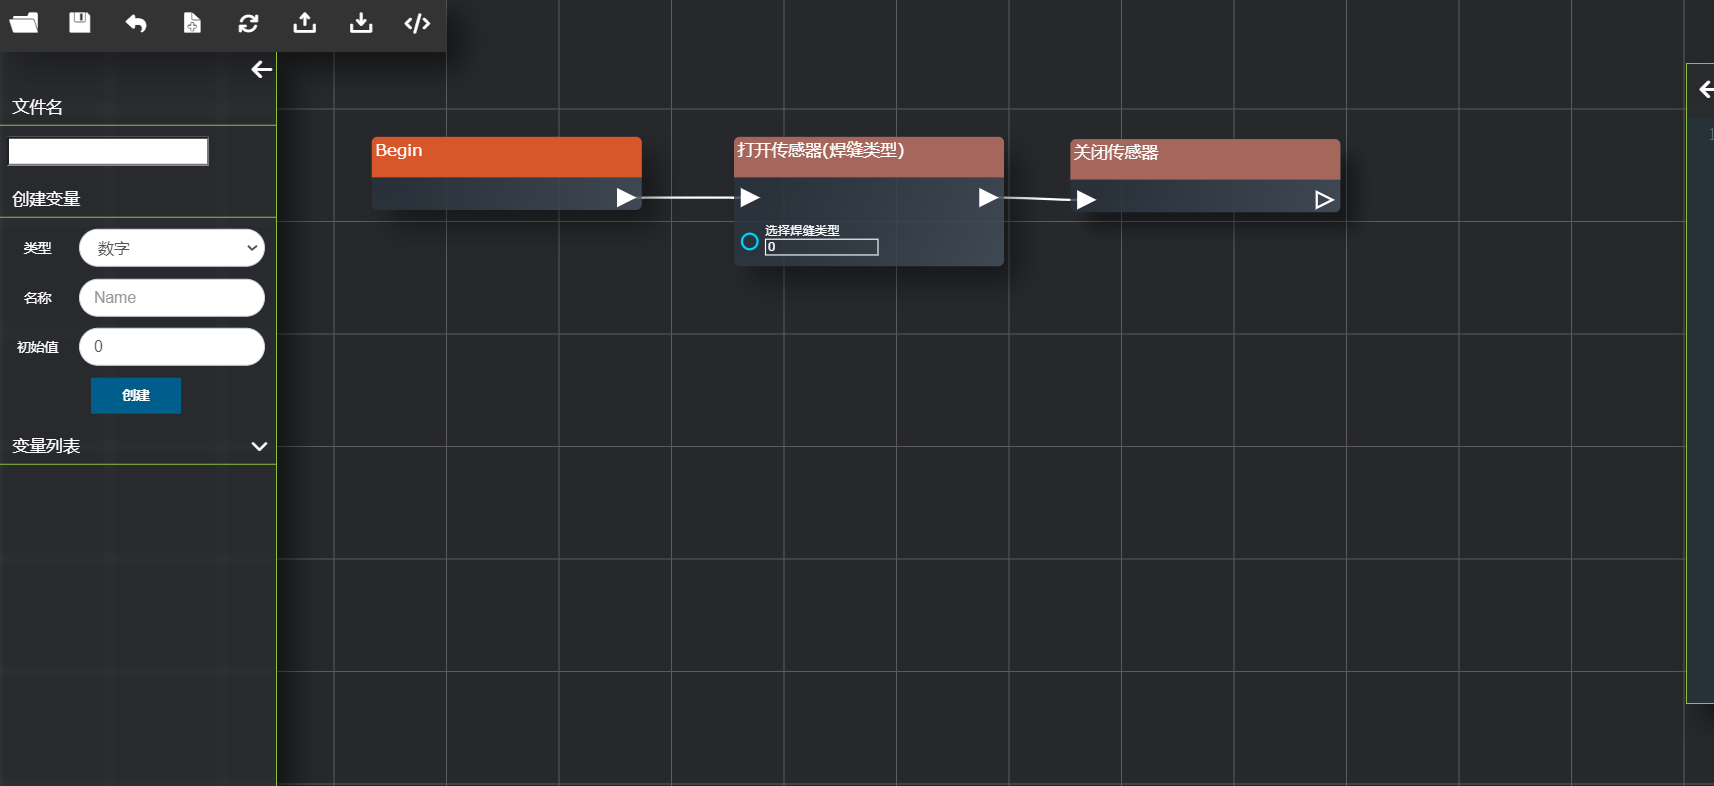 文件名
创建变量
类型
数字
名称
Name
初始值
0
创建
变量列表
Begin
打开传感器(焊缝类型)
选择焊缝类型
0
关闭传感器
1